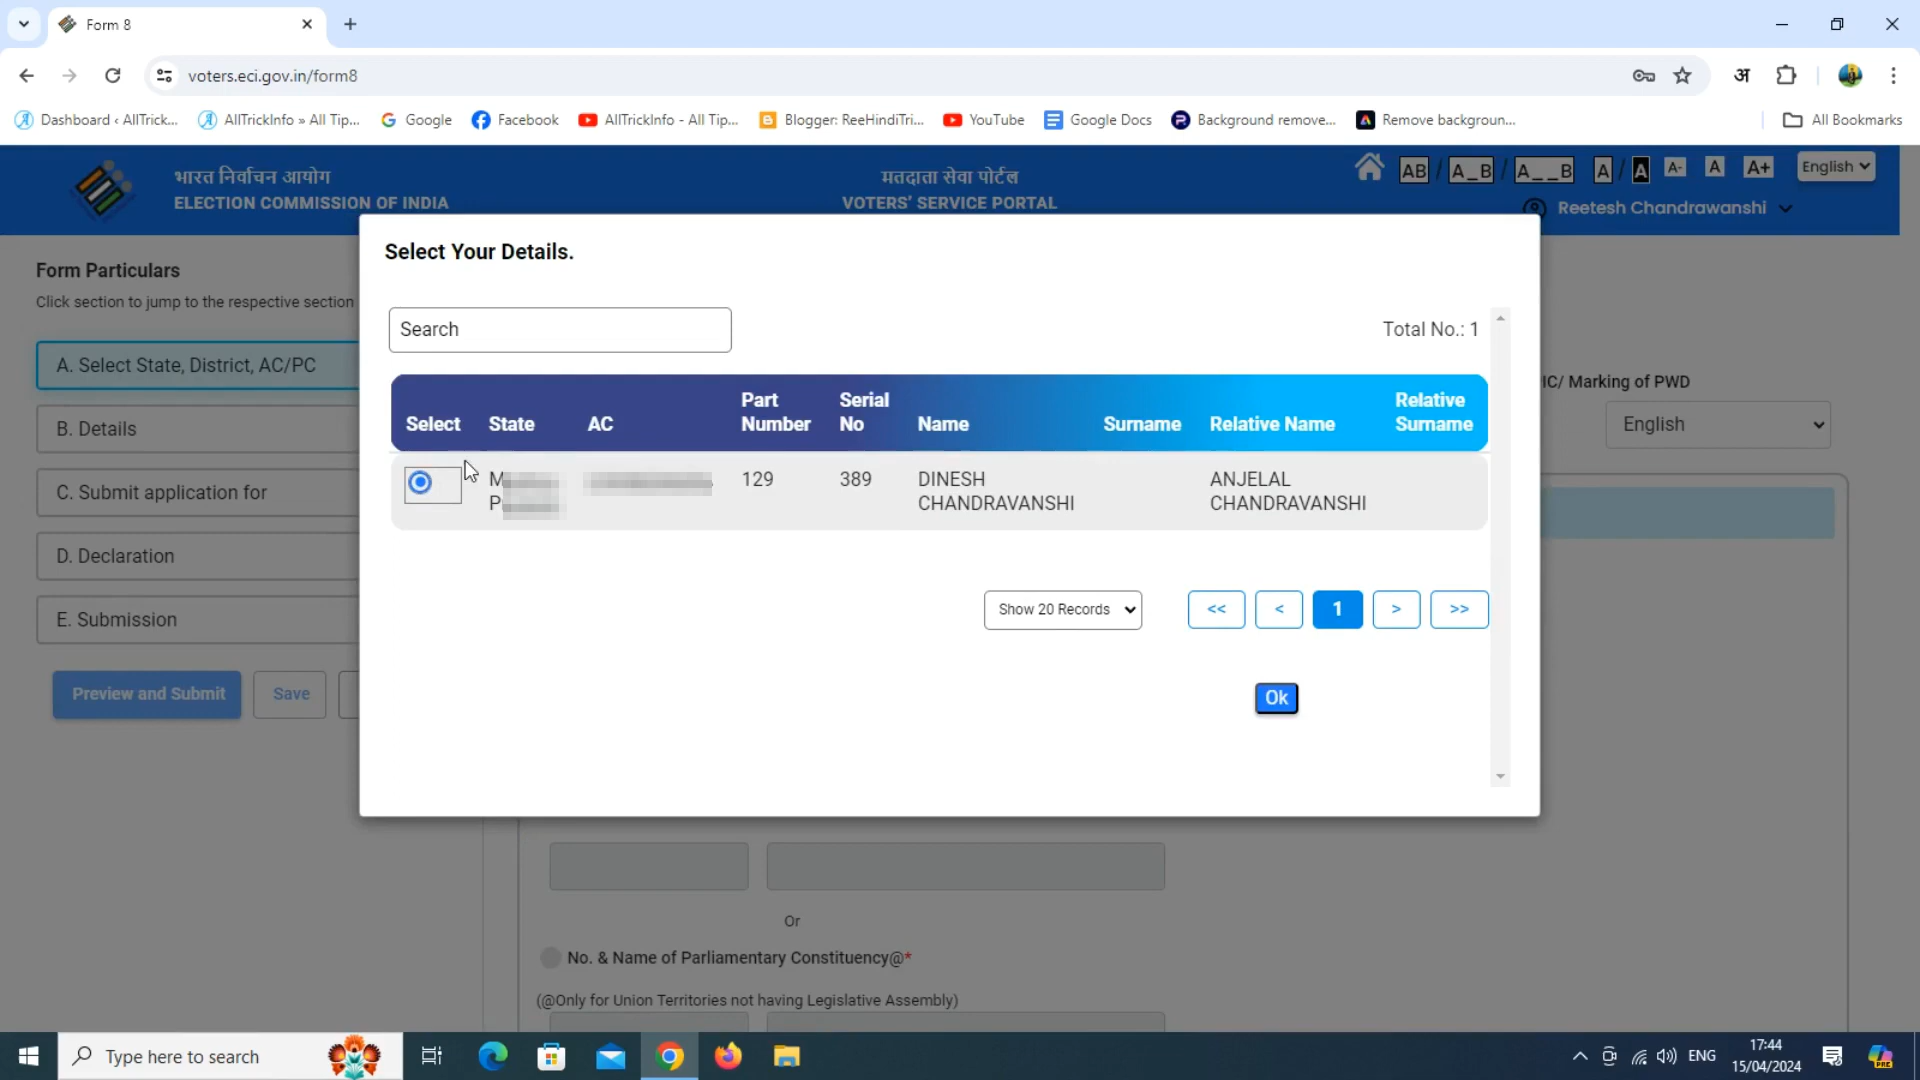 Form 8
voters.eci.gov.in/form8
अ
Dashboard ‹ AllTrick...
AllTrickInfo » All Tip...
Google
Facebook
AllTrickInfo - All Tip...
Blogger: ReeHindiTri...
YouTube
Google Docs
Background remove...
Remove backgroun...
All Bookmarks
भारत निर्वाचन आयोग
ELECTION COMMISSION OF INDIA
मतदाता सेवा पोर्टल
VOTERS' SERVICE PORTAL
AB / A_B / A__B A / A A- A A+ English
Reetesh Chandrawanshi
Form Particulars
Click section to jump to the respective section
A. Select State, District, AC/PC
B. Details
C. Submit application for
D. Declaration
E. Submission
Preview and Submit Save
Select Your Details.
Search
Total No.: 1
Select State AC Part Number Serial No Name Surname Relative Name Relative Surname
M 129 389 DINESH ANJELAL
P CHANDRAVANSHI CHANDRAVANSHI
Show 20 Records << < 1 > >>
Ok
IC/ Marking of PWD
English
Or
No. & Name of Parliamentary Constituency@*
(@Only for Union Territories not having Legislative Assembly)
Type here to search
ENG
17:44
15/04/2024